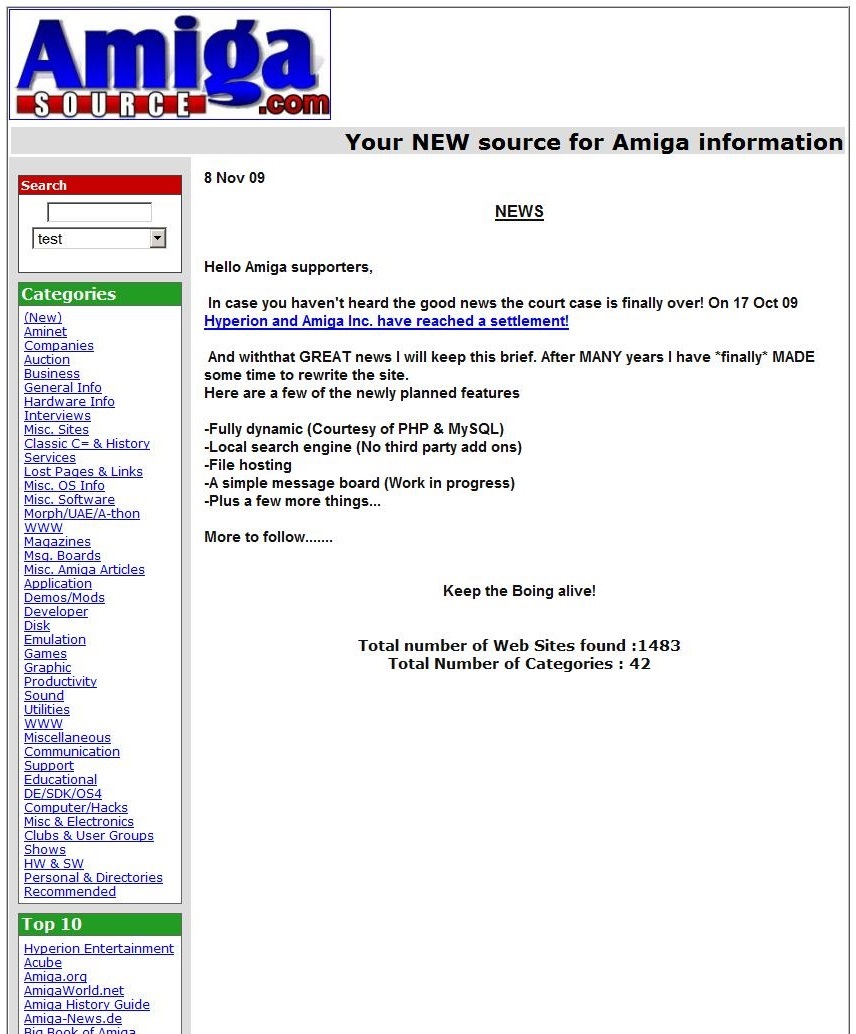 Amiga
SOURCE.com
Your NEW source for Amiga information
Search
test
Categories
(New)
Aminet
Companies
Auction
Business
General Info
Hardware Info
Interviews
Misc. Sites
Classic C= & History
Services
Lost Pages & Links
Misc. OS Info
Misc. Software
Morph/UAE/A-thon
WWW
Magazines
Msg. Boards
Misc. Amiga Articles
Application
Demos/Mods
Developer
Disk
Emulation
Games
Graphic
Productivity
Sound
Utilities
WWW
Miscellaneous
Communication
Support
Educational
DE/SDK/OS4
Computer/Hacks
Misc & Electronics
Clubs & User Groups
Shows
HW & SW
Personal & Directories
Recommended
Top 10
Hyperion Entertainment
Acube
Amiga.org
AmigaWorld.net
Amiga History Guide
Amiga-News.de
Big Book of Amiga
8 Nov 09
NEWS
Hello Amiga supporters,
In case you haven't heard the good news the court case is finally over! On 17 Oct 09
Hyperion and Amiga Inc. have reached a settlement!
And withthat GREAT news I will keep this brief. After MANY years I have *finally* MADE
some time to rewrite the site.
Here are a few of the newly planned features
-Fully dynamic (Courtesy of PHP & MySQL)
-Local search engine (No third party add ons)
-File hosting
-A simple message board (Work in progress)
-Plus a few more things...
More to follow.......
Keep the Boing alive!
Total number of Web Sites found :1483
Total Number of Categories : 42